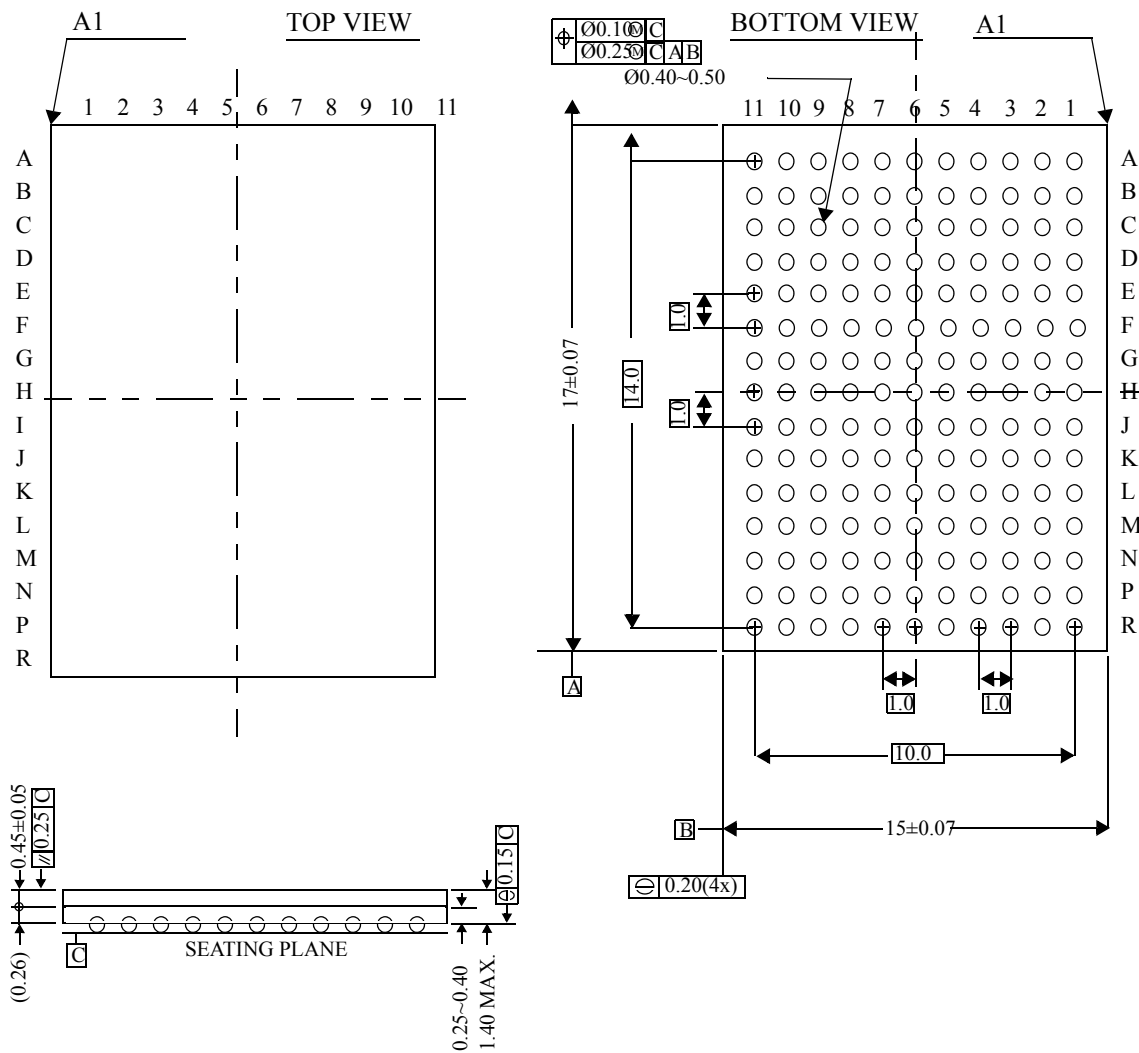 A1
TOP VIEW
Ø0.10Ⓜ C
Ø0.25Ⓜ C A B
BOTTOM VIEW
A1
Ø0.40~0.50
1 2 3 4 5 6 7 8 9 10 11
11 10 9 8 7 6 5 4 3 2 1
A
B
C
D
E
F
G
H
I
J
K
L
M
N
P
R
17±0.07
14.0
1.0
1.0
A
B
C
D
E
F
G
H
J
K
L
M
N
P
R
A
1.0
1.0
10.0
B
15±0.07
0.20(4x)
0.45±0.05
// 0.25 C
(0.26)
C
SEATING PLANE
0.15 C
0.25~0.40
1.40 MAX.